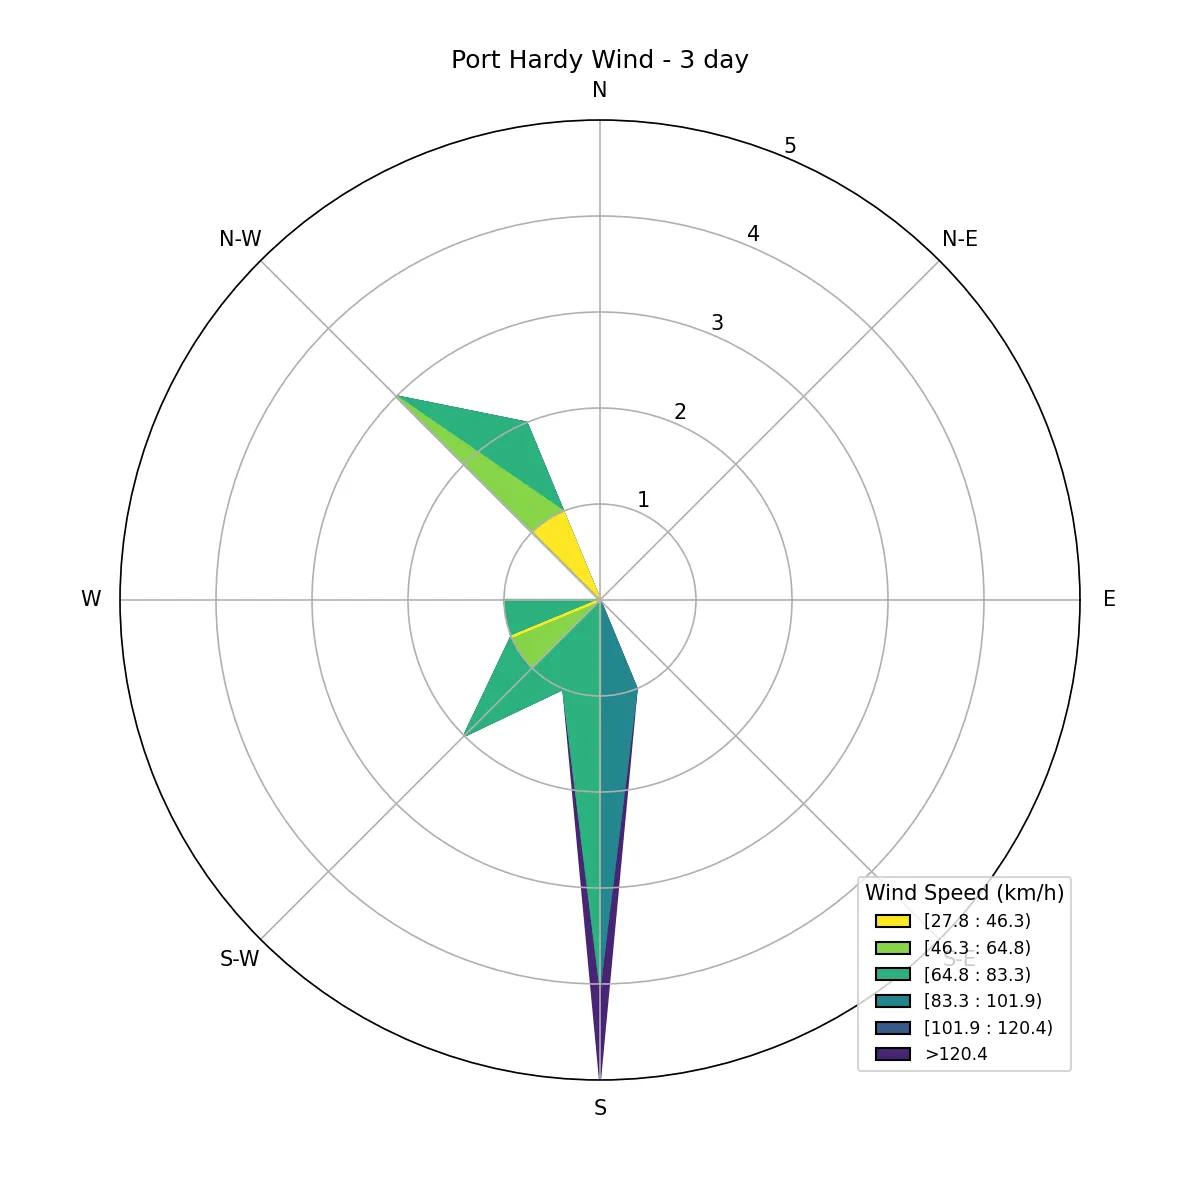 Port Hardy Wind - 3 day
N
5
N-W
N-E
4
3
2
1
W
E
S-W
S-E
S
Wind Speed (km/h)
[27.8 : 46.3)
[46.3 : 64.8)
[64.8 : 83.3)
[83.3 : 101.9)
[101.9 : 120.4)
>120.4